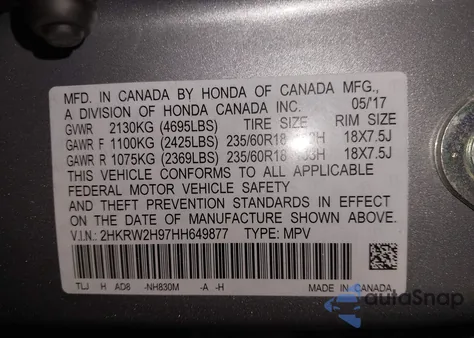 MFD. IN CANADA BY HONDA OF CANADA MFG.,
A DIVISION OF HONDA CANADA INC. 05/17
GVWR 2130KG (4695LBS) TIRE SIZE RIM SIZE
GAWR F 1100KG (2425LBS) 235/60R18 18X7.5J
GAWR R 1075KG (2369LBS) 235/60R18 18X7.5J
THIS VEHICLE CONFORMS TO ALL APPLICABLE
FEDERAL MOTOR VEHICLE SAFETY
AND THEFT PREVENTION STANDARDS IN EFFECT
ON THE DATE OF MANUFACTURE SHOWN ABOVE.
V.I.N.: 2HKRW2H97HH649877 TYPE: MPV
TLJ H AD8 -NH830M -A -H
MADE IN CANADA
autoSnap